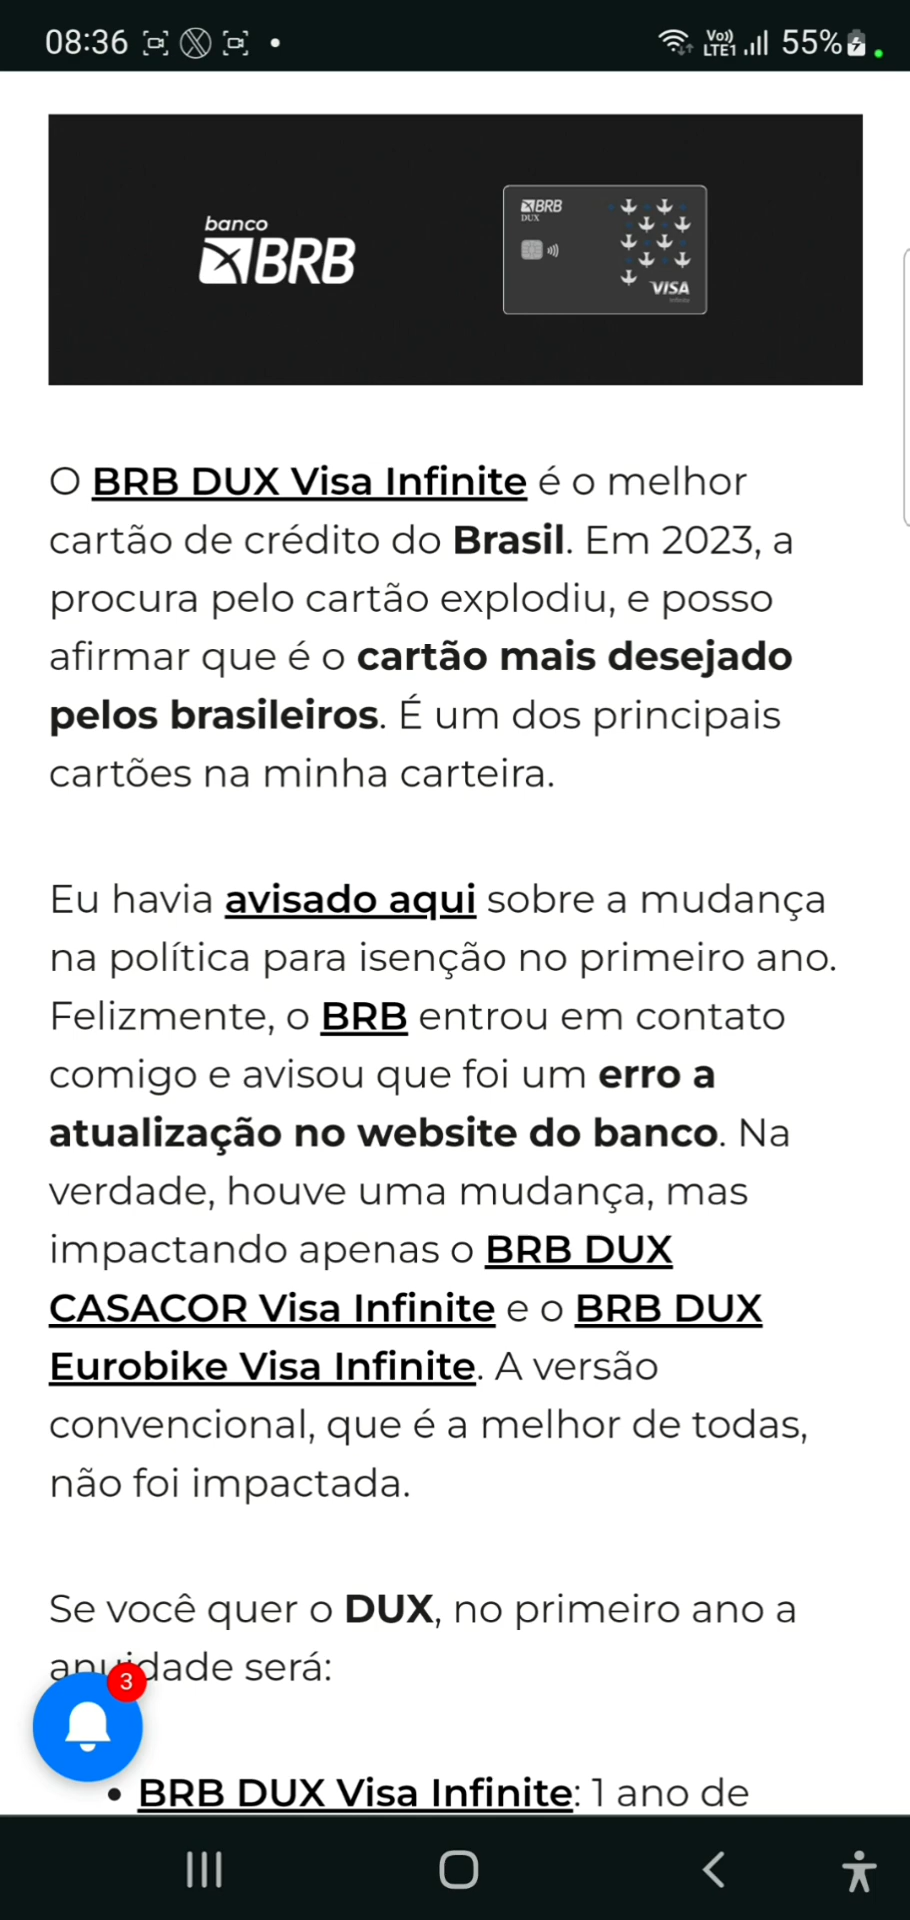 08:36
Vo))
LTE1
55%
banco
BRB
BRB
DUX
VISA
Infinite
O BRB DUX Visa Infinite é o melhor
cartão de crédito do Brasil. Em 2023, a
procura pelo cartão explodiu, e posso
afirmar que é o cartão mais desejado
pelos brasileiros. É um dos principais
cartões na minha carteira.
Eu havia avisado aqui sobre a mudança
na política para isenção no primeiro ano.
Felizmente, o BRB entrou em contato
comigo e avisou que foi um erro a
atualização no website do banco. Na
verdade, houve uma mudança, mas
impactando apenas o BRB DUX
CASACOR Visa Infinite e o BRB DUX
Eurobike Visa Infinite. A versão
convencional, que é a melhor de todas,
não foi impactada.
Se você quer o DUX, no primeiro ano a
anuidade será:
3
• BRB DUX Visa Infinite: 1 ano de